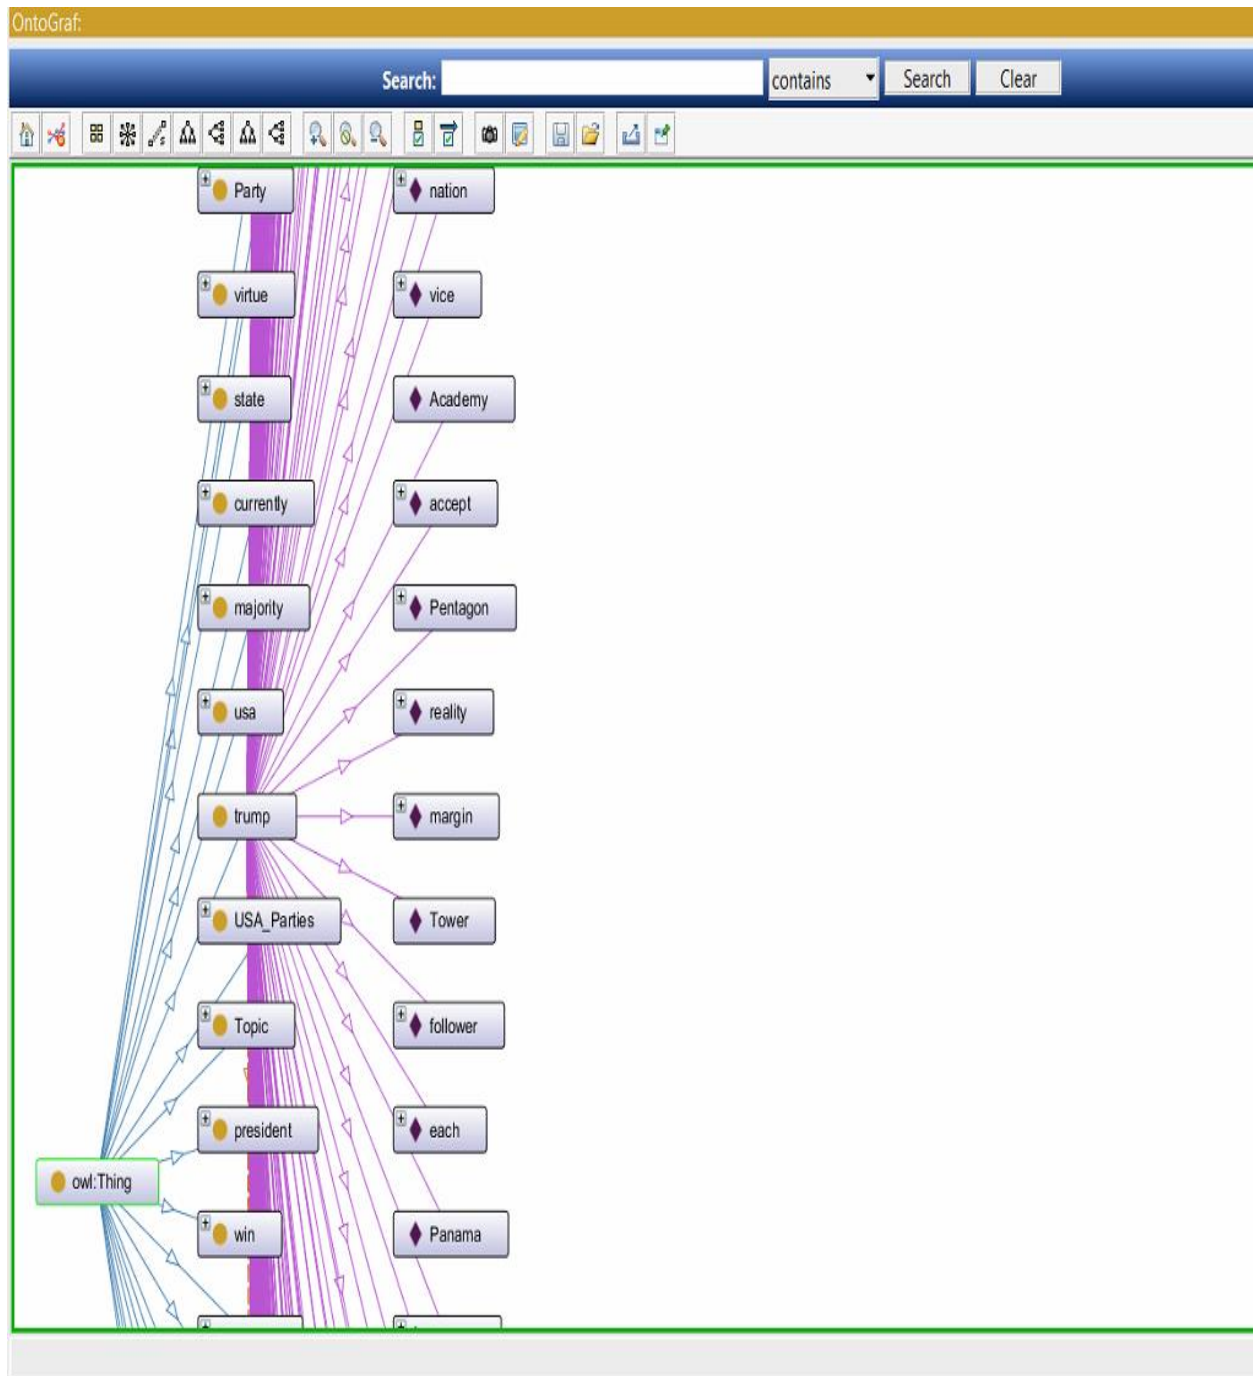 OntoGraf:
Search: contains Search Clear
Party nation
virtue vice
state Academy
currently accept
majority Pentagon
usa reality
trump margin
USA_Parties Tower
Topic follower
president each
owl:Thing
win Panama